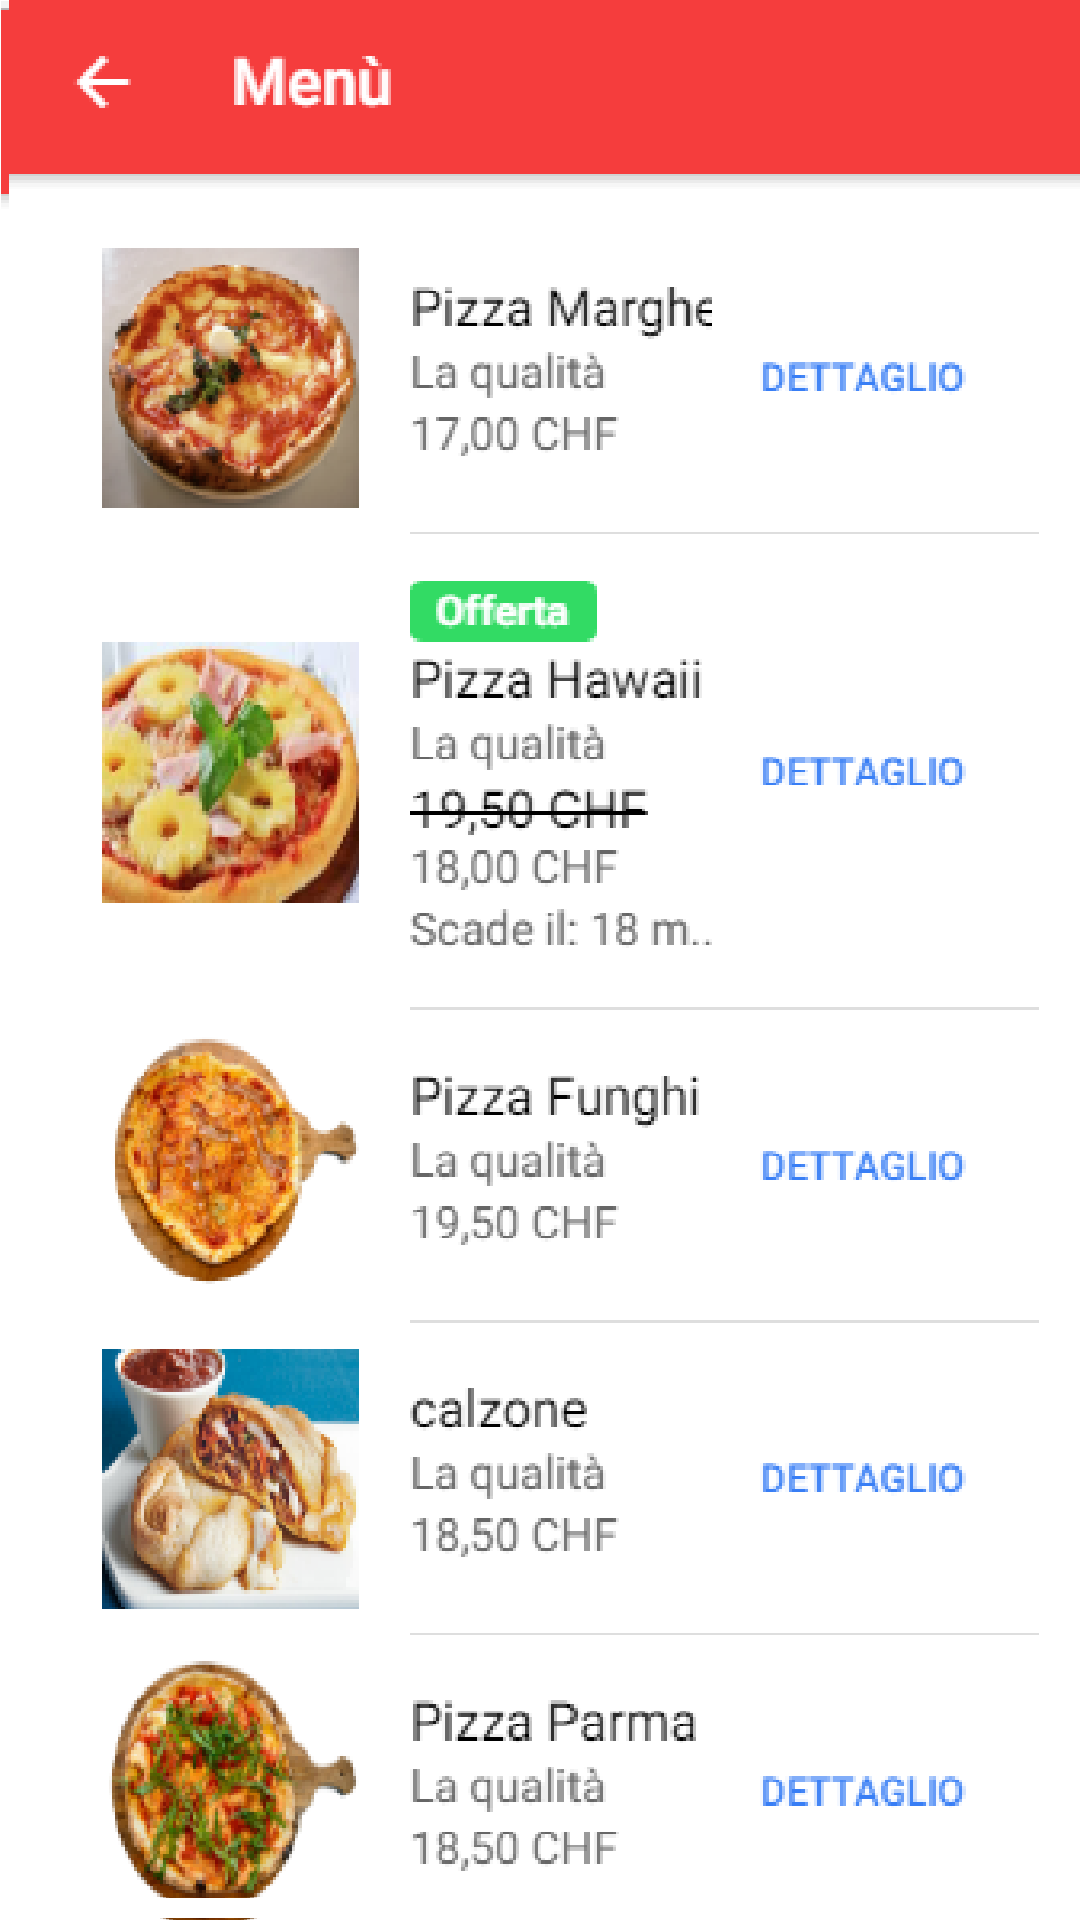 Menù
Pizza Marghe
La qualità
17,00 CHF
DETTAGLIO
Offerta
Pizza Hawaii
La qualità
19,50 CHF
18,00 CHF
Scade il: 18 m..
DETTAGLIO
Pizza Funghi
La qualità
19,50 CHF
DETTAGLIO
calzone
La qualità
18,50 CHF
DETTAGLIO
Pizza Parma
La qualità
18,50 CHF
DETTAGLIO